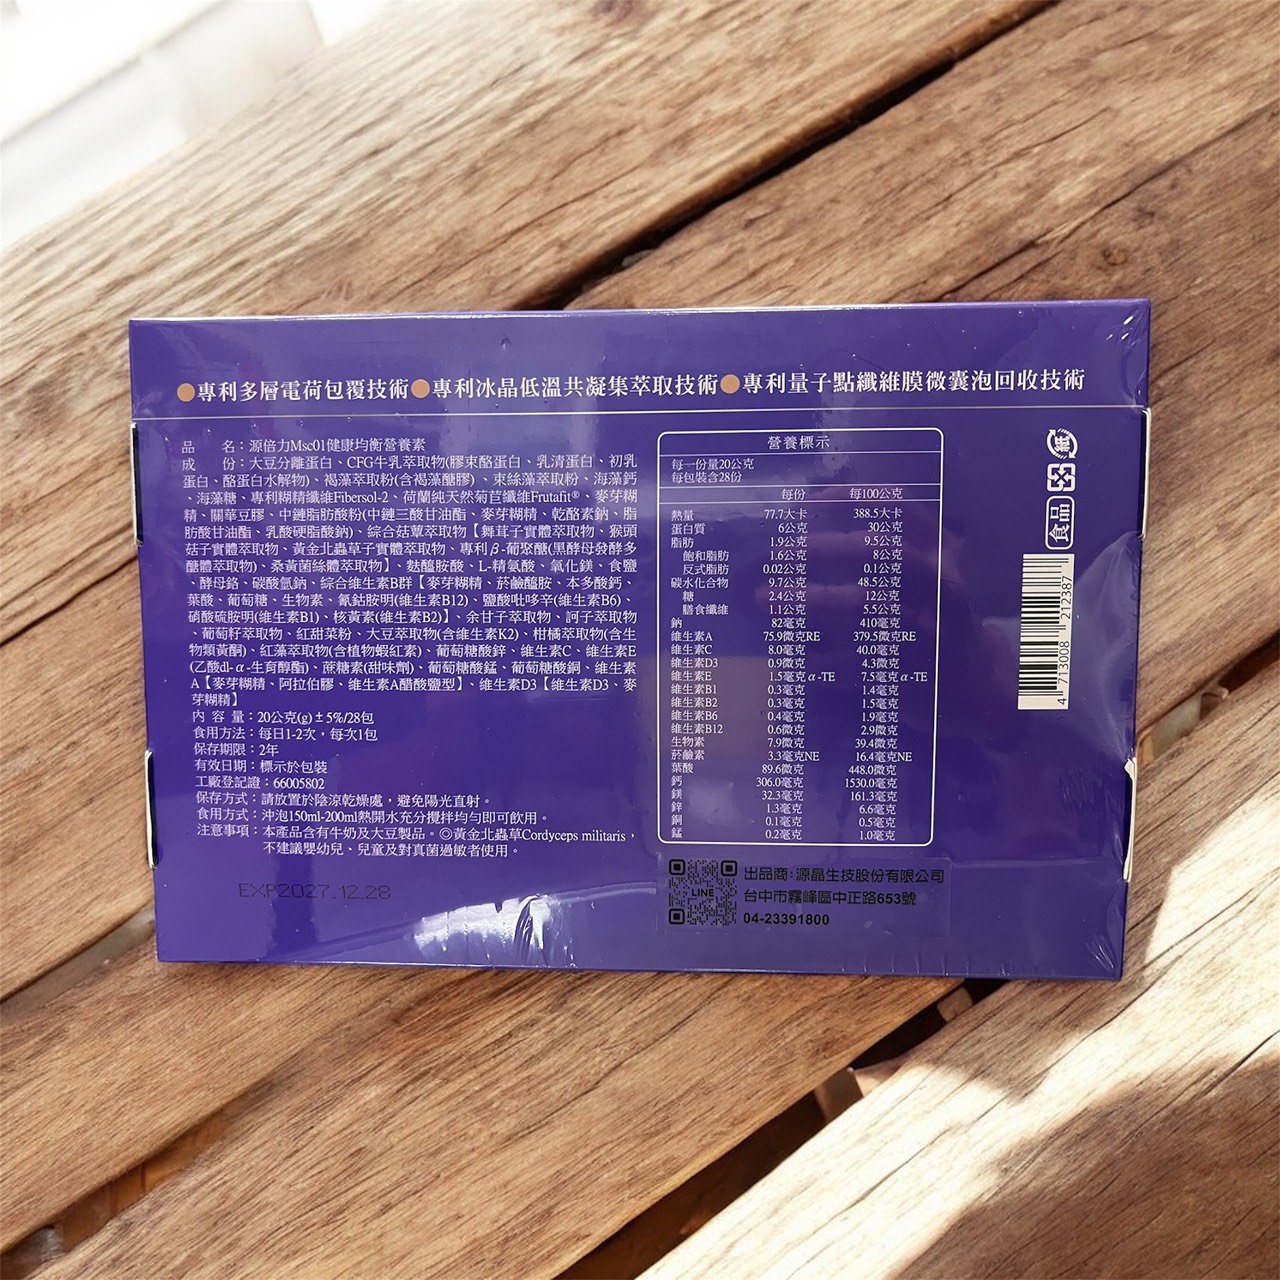 ●專利多層電荷包覆技術●專利冰晶低溫共凝集萃取技術●專利量子點纖維膜微囊泡回收技術
品　　名：源倍力Msc01健康均衡營養素
成　　份：大豆分離蛋白、CFG牛乳萃取物(膠束酪蛋白、乳清蛋白、初乳
蛋白、酪蛋白水解物)、褐藻萃取粉(含褐藻醣膠)、束絲藻萃取粉、海藻鈣
、海藻糖、專利糊精纖維Fibersol-2、荷蘭純天然菊苣纖維Frutafit®、麥芽糊
精、關華豆膠、中鏈脂肪酸粉(中鏈三酸甘油酯、麥芽糊精、乾酪素鈉、脂
肪酸甘油酯、乳酸硬脂酸鈉)、綜合菇蕈萃取物【舞茸子實體萃取物、猴頭
菇子實體萃取物、黃金北蟲草子實體萃取物、專利β-葡聚醣(黑酵母發酵多
醣體萃取物)、桑黃菌絲體萃取物】、麩醯胺酸、L-精氨酸、氧化鎂、食鹽
、酵母鉻、碳酸氫鈉、綜合維生素B群【麥芽糊精、菸鹼醯胺、本多酸鈣、
葉酸、葡萄糖、生物素、氰鈷胺明(維生素B12)、鹽酸吡哆辛(維生素B6)、
硝酸硫胺明(維生素B1)、核黃素(維生素B2)】、余甘子萃取物、訶子萃取物
、葡萄籽萃取物、紅甜菜粉、大豆萃取物(含維生素K2)、柑橘萃取物(含生
物類黃酮)、紅藻萃取物(含植物蝦紅素)、葡萄糖酸鋅、維生素C、維生素E
(乙酸dl-α-生育醇酯)、蔗糖素(甜味劑)、葡萄糖酸錳、葡萄糖酸銅、維生素
A【麥芽糊精、阿拉伯膠、維生素A醋酸鹽型】、維生素D3【維生素D3、麥
芽糊精】
內 容 量：20公克(g)±5%/28包
食用方法：每日1-2次，每次1包
保存期限：2年
有效日期：標示於包裝
工廠登記證：66005802
保存方式：請放置於陰涼乾燥處，避免陽光直射。
食用方式：沖泡150ml-200ml熱開水充分攪拌均勻即可飲用。
注意事項：本產品含有牛奶及大豆製品。◎黃金北蟲草Cordyceps militaris，
不建議嬰幼兒、兒童及對真菌過敏者使用。
EXP2027.12.28
營養標示
每一份量20公克
每包裝含28份
每份　每100公克
熱量　77.7大卡　388.5大卡
蛋白質　6公克　30公克
脂肪　1.9公克　9.5公克
飽和脂肪　1.6公克　8公克
反式脂肪　0.02公克　0.1公克
碳水化合物　9.7公克　48.5公克
糖　2.4公克　12公克
膳食纖維　1.1公克　5.5公克
鈉　82毫克　410毫克
維生素A　75.9微克RE　379.5微克RE
維生素C　8.0毫克　40.0毫克
維生素D3　0.9微克　4.3微克
維生素E　1.5毫克α-TE　7.5毫克α-TE
維生素B1　0.3毫克　1.4毫克
維生素B2　0.3毫克　1.5毫克
維生素B6　0.4毫克　1.9毫克
維生素B12　0.6微克　2.9微克
生物素　7.9微克　39.4微克
菸鹼素　3.3毫克NE　16.4毫克NE
葉酸　89.6微克　448.0微克
鈣　306.0毫克　1530.0毫克
鎂　32.3毫克　161.3毫克
鋅　1.3毫克　6.6毫克
銅　0.1毫克　0.5毫克
錳　0.2毫克　1.0毫克
LINE
出品商：源晶生技股份有限公司
台中市霧峰區中正路653號
04-23391800
紙
食品
4 713008 212387